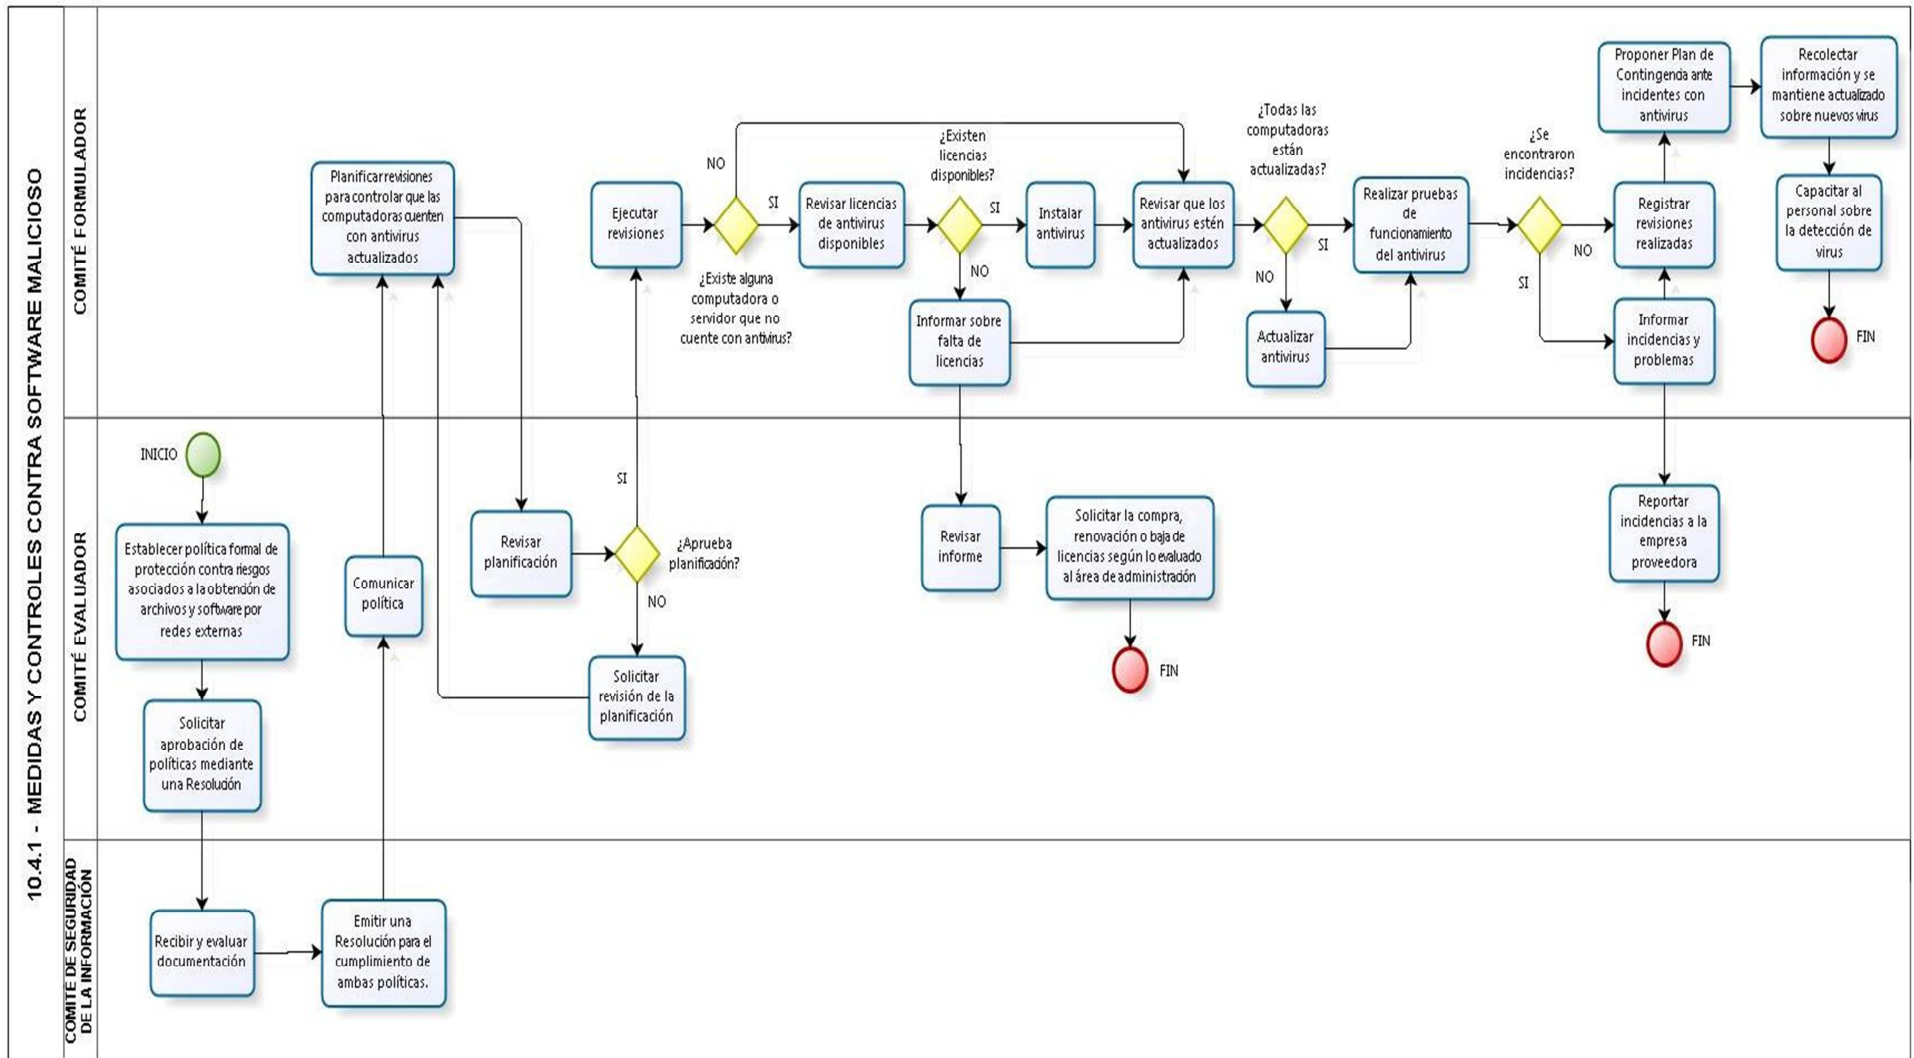 10.4.1 - MEDIDAS Y CONTROLES CONTRA SOFTWARE MALICIOSO
COMITÉ FORMULADOR
Planificar revisiones
para controlar que las
computadoras cuenten
con antivirus
actualizados
Ejecutar
revisiones
NO
SI
¿Existe alguna
computadora o
servidor que no
cuente con antivirus?
Revisar licencias
de antivirus
disponibles
¿Existen
licencias
disponibles?
SI
NO
Instalar
antivirus
Informar sobre
falta de
licencias
Revisar que los
antivirus estén
actualizados
¿Todas las
computadoras
están
actualizadas?
SI
NO
Actualizar
antivirus
Realizar pruebas
de
funcionamiento
del antivirus
¿Se
encontraron
incidencias?
NO
SI
Registrar
revisiones
realizadas
Informar
incidencias y
problemas
Proponer Plan de
Contingencia ante
incidentes con
antivirus
Recolectar
información y se
mantiene actualizado
sobre nuevos virus
Capacitar al
personal sobre
la detección de
virus
FIN
COMITÉ EVALUADOR
INICIO
Establecer política formal de
protección contra riesgos
asociados a la obtención de
archivos y software por
redes externas
Solicitar
aprobación de
políticas mediante
una Resolución
Comunicar
política
Revisar
planificación
SI
¿Aprueba
planificación?
NO
Solicitar
revisión de la
planificación
Revisar
informe
Solicitar la compra,
renovación o baja de
licencias según lo evaluado
al área de administración
FIN
Reportar
incidencias a la
empresa
proveedora
FIN
COMITE DE SEGURIDAD
DE LA INFORMACIÓN
Recibir y evaluar
documentación
Emitir una
Resolución para el
cumplimiento de
ambas políticas.